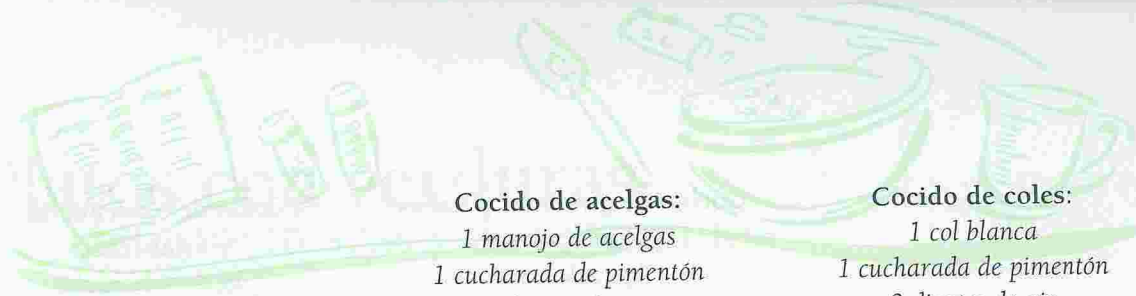 Cocido de acelgas:
1 manojo de acelgas
1 cucharada de pimentón
Cocido de coles:
1 col blanca
1 cucharada de pimentón